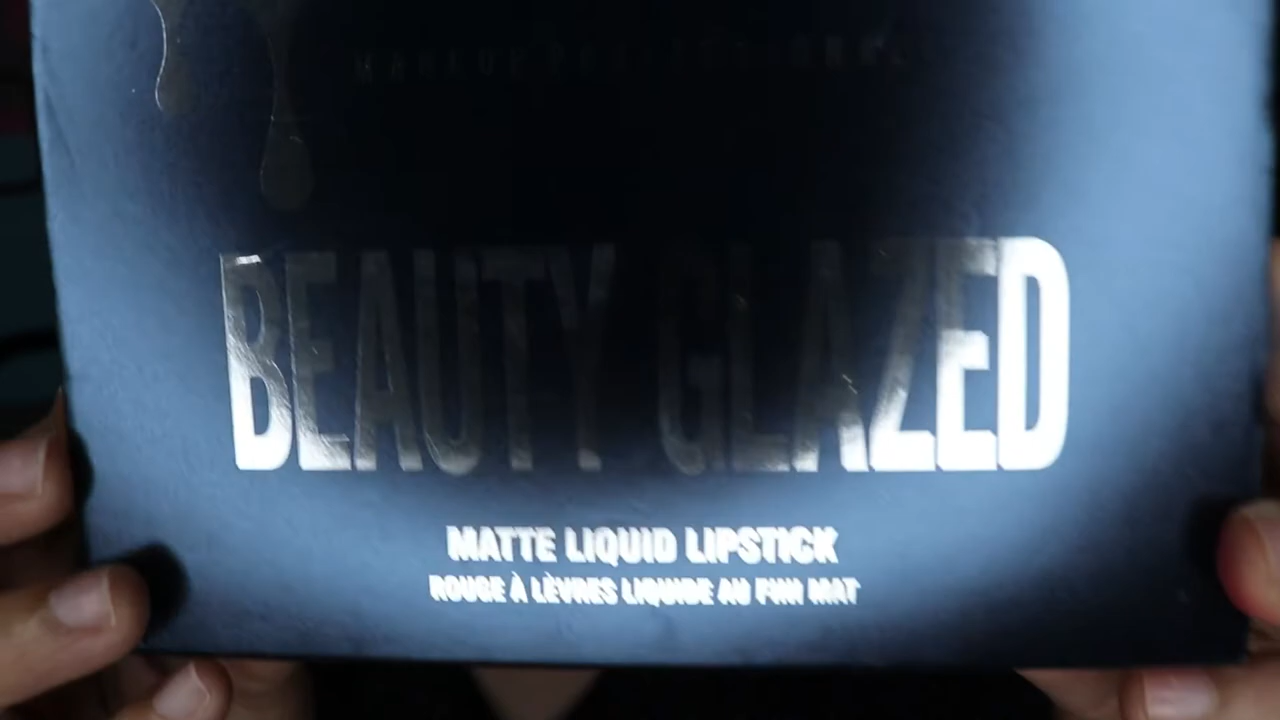 BEAUTY GLAZED
MATTE LIQUID LIPSTICK
ROUGE À LÈVRES LIQUIDE AU FINI MAT